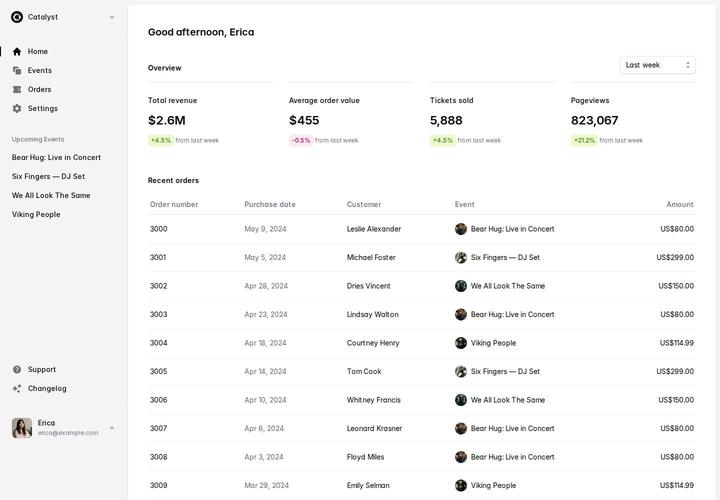 Catalyst
Home
Events
Orders
Settings
Upcoming Events
Bear Hug: Live in Concert
Six Fingers — DJ Set
We All Look The Same
Viking People
Support
Changelog
Erica
erica@example.com
Good afternoon, Erica
Overview
Last week
Total revenue
$2.6M
+4.5% from last week
Average order value
$455
-0.5% from last week
Tickets sold
5,888
+4.5% from last week
Pageviews
823,067
+21.2% from last week
Recent orders
Order number Purchase date Customer Event Amount
3000 May 9, 2024 Leslie Alexander Bear Hug: Live in Concert US$80.00
3001 May 5, 2024 Michael Foster Six Fingers — DJ Set US$299.00
3002 Apr 28, 2024 Dries Vincent We All Look The Same US$150.00
3003 Apr 23, 2024 Lindsay Walton Bear Hug: Live in Concert US$80.00
3004 Apr 18, 2024 Courtney Henry Viking People US$114.99
3005 Apr 14, 2024 Tom Cook Six Fingers — DJ Set US$299.00
3006 Apr 10, 2024 Whitney Francis We All Look The Same US$150.00
3007 Apr 6, 2024 Leonard Krasner Bear Hug: Live in Concert US$80.00
3008 Apr 3, 2024 Floyd Miles Bear Hug: Live in Concert US$80.00
3009 Mar 29, 2024 Emily Selman Viking People US$114.99